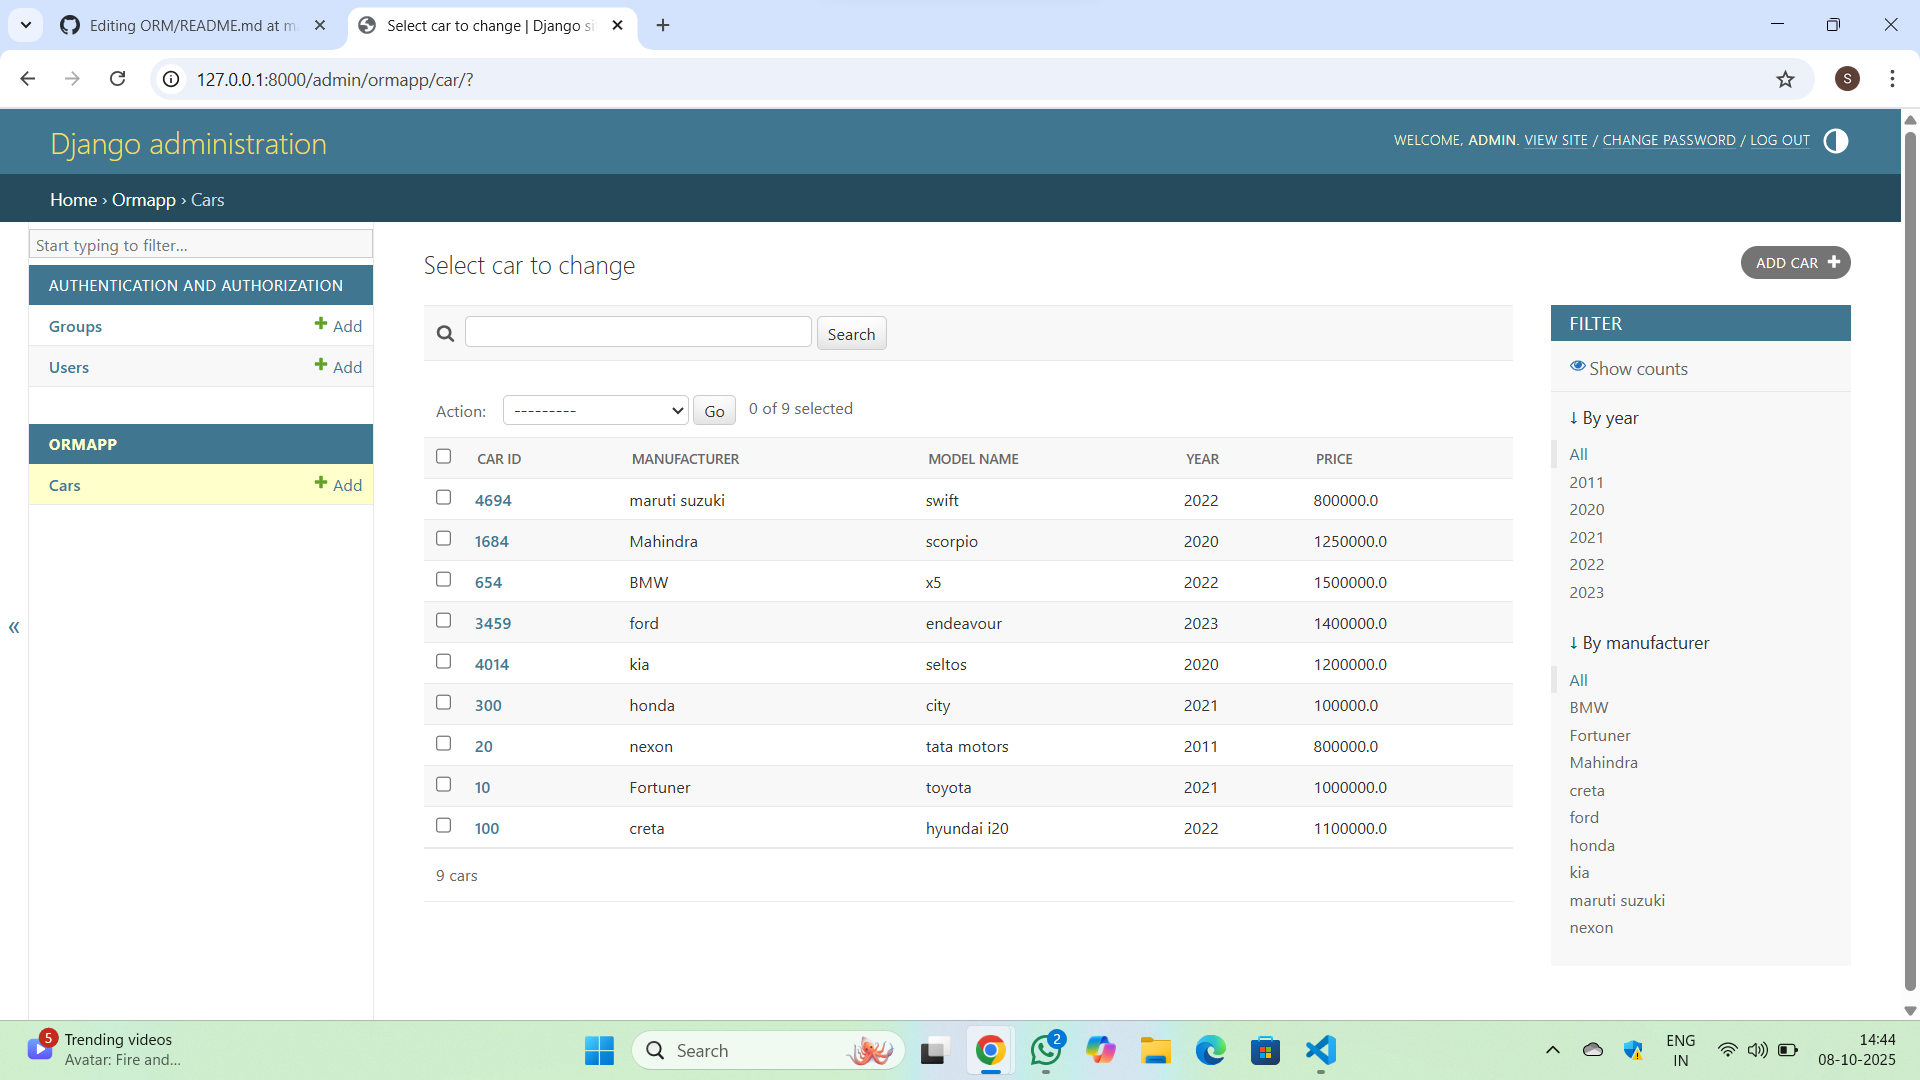 Editing ORM/README.md at m
Select car to change | Django si
127.0.0.1:8000/admin/ormapp/car/?
S
Django administration
WELCOME, ADMIN. VIEW SITE / CHANGE PASSWORD / LOG OUT
Home › Ormapp › Cars
Start typing to filter...
AUTHENTICATION AND AUTHORIZATION
Groups + Add
Users + Add
ORMAPP
Cars + Add
«
Select car to change
ADD CAR +
Search
Action: --------- Go 0 of 9 selected
CAR ID MANUFACTURER MODEL NAME YEAR PRICE
4694 maruti suzuki swift 2022 800000.0
1684 Mahindra scorpio 2020 1250000.0
654 BMW x5 2022 1500000.0
3459 ford endeavour 2023 1400000.0
4014 kia seltos 2020 1200000.0
300 honda city 2021 100000.0
20 nexon tata motors 2011 800000.0
10 Fortuner toyota 2021 1000000.0
100 creta hyundai i20 2022 1100000.0
9 cars
FILTER
Show counts
↓ By year
All
2011
2020
2021
2022
2023
↓ By manufacturer
All
BMW
Fortuner
Mahindra
creta
ford
honda
kia
maruti suzuki
nexon
5
Trending videos
Avatar: Fire and...
Search
2
ENG
IN
14:44
08-10-2025